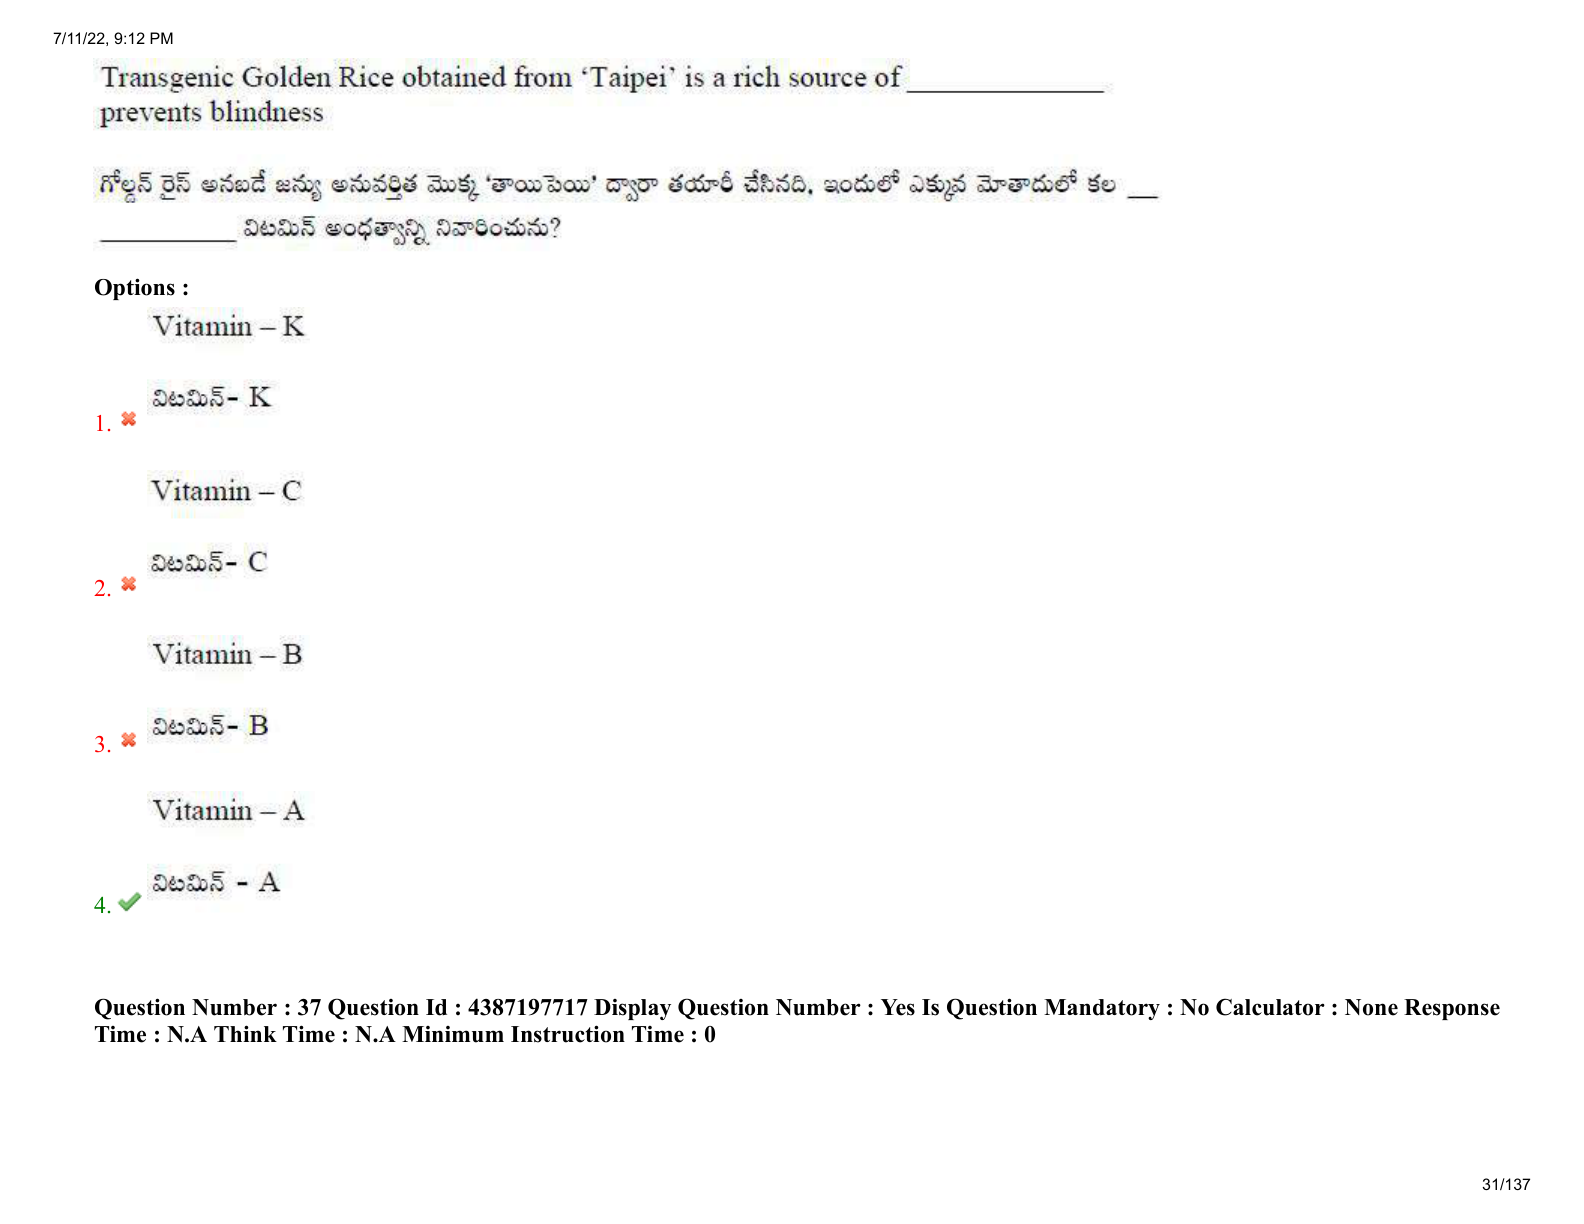 7/11/22, 9:12 PM
Transgenic Golden Rice obtained from ‘Taipei’ is a rich source of ______________
prevents blindness
గోల్డన్ రైస్ అనబడే జన్యు అనువర్తిత మొక్క ‘తాయిపెయి’ ద్వారా తయారీ చేసినది, ఇందులో ఎక్కువ మోతాదులో కల __
_________ విటమిన్ అంధత్వాన్ని నివారించును?
Options :
Vitamin – K
విటమిన్- K
1.
Vitamin – C
విటమిన్- C
2.
Vitamin – B
విటమిన్- B
3.
Vitamin – A
విటమిన్ - A
4.
Question Number : 37 Question Id : 4387197717 Display Question Number : Yes Is Question Mandatory : No Calculator : None Response
Time : N.A Think Time : N.A Minimum Instruction Time : 0
31/137